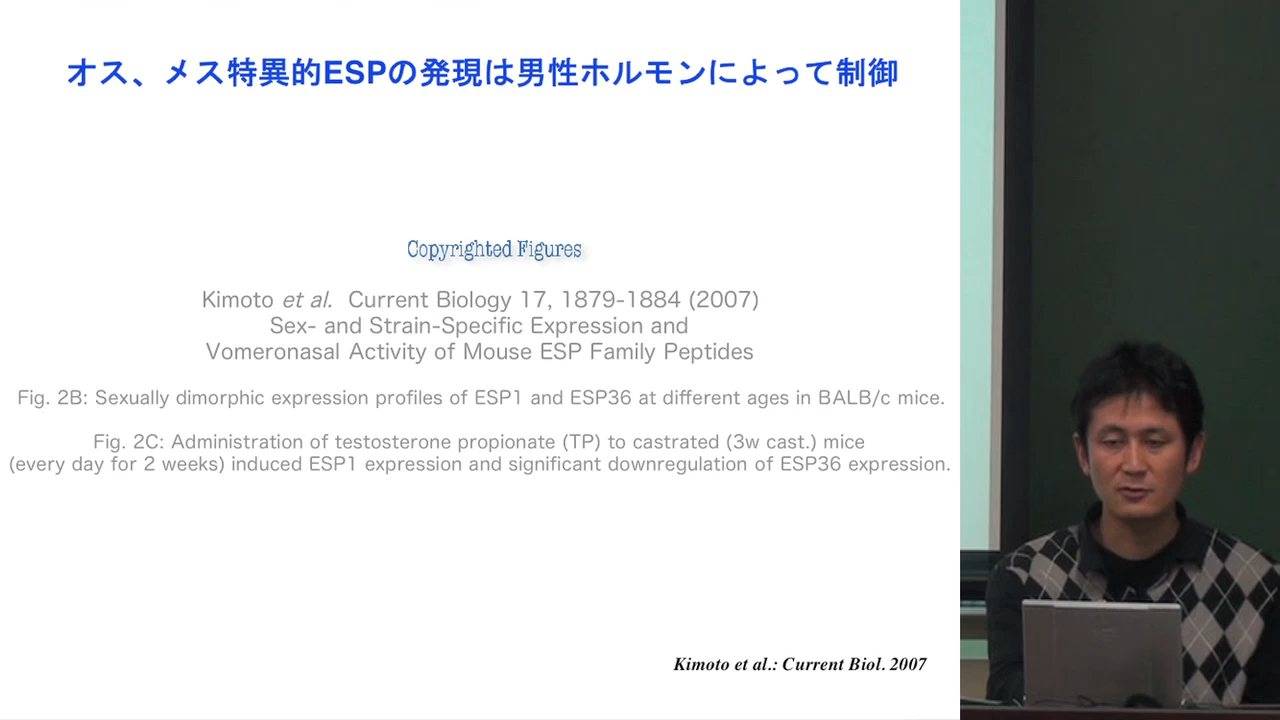 オス、メス特異的ESPの発現は男性ホルモンによって制御
Copyrighted Figures
Kimoto et al. Current Biology 17, 1879-1884 (2007)
Sex- and Strain-Specific Expression and
Vomeronasal Activity of Mouse ESP Family Peptides
Fig. 2B: Sexually dimorphic expression profiles of ESP1 and ESP36 at different ages in BALB/c mice.
Fig. 2C: Administration of testosterone propionate (TP) to castrated (3w cast.) mice
(every day for 2 weeks) induced ESP1 expression and significant downregulation of ESP36 expression.
Kimoto et al.: Current Biol. 2007